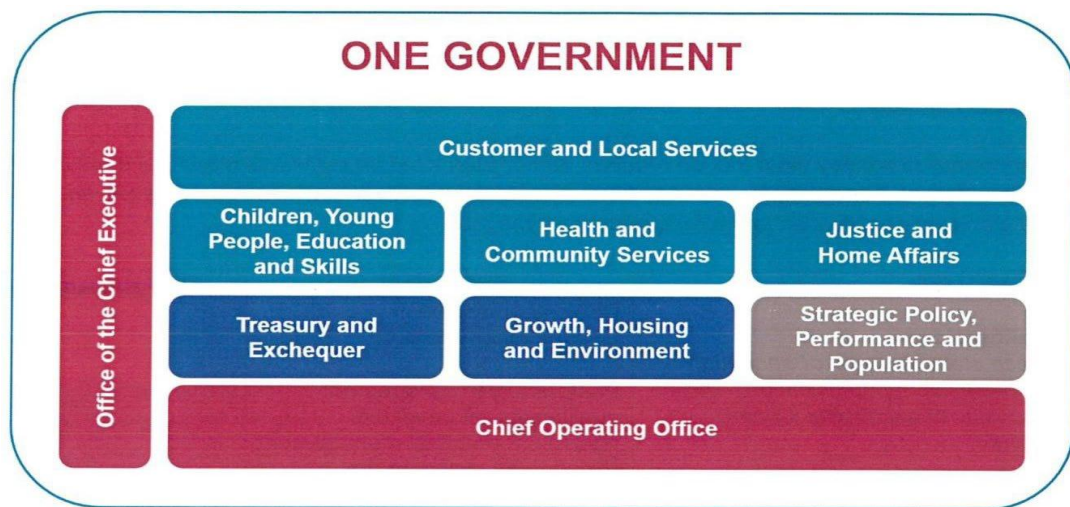 ONE GOVERNMENT
Office of the Chief Executive
Customer and Local Services
Children, Young
People, Education
and Skills
Health and
Community Services
Justice and
Home Affairs
Treasury and
Exchequer
Growth, Housing
and Environment
Strategic Policy,
Performance and
Population
Chief Operating Office